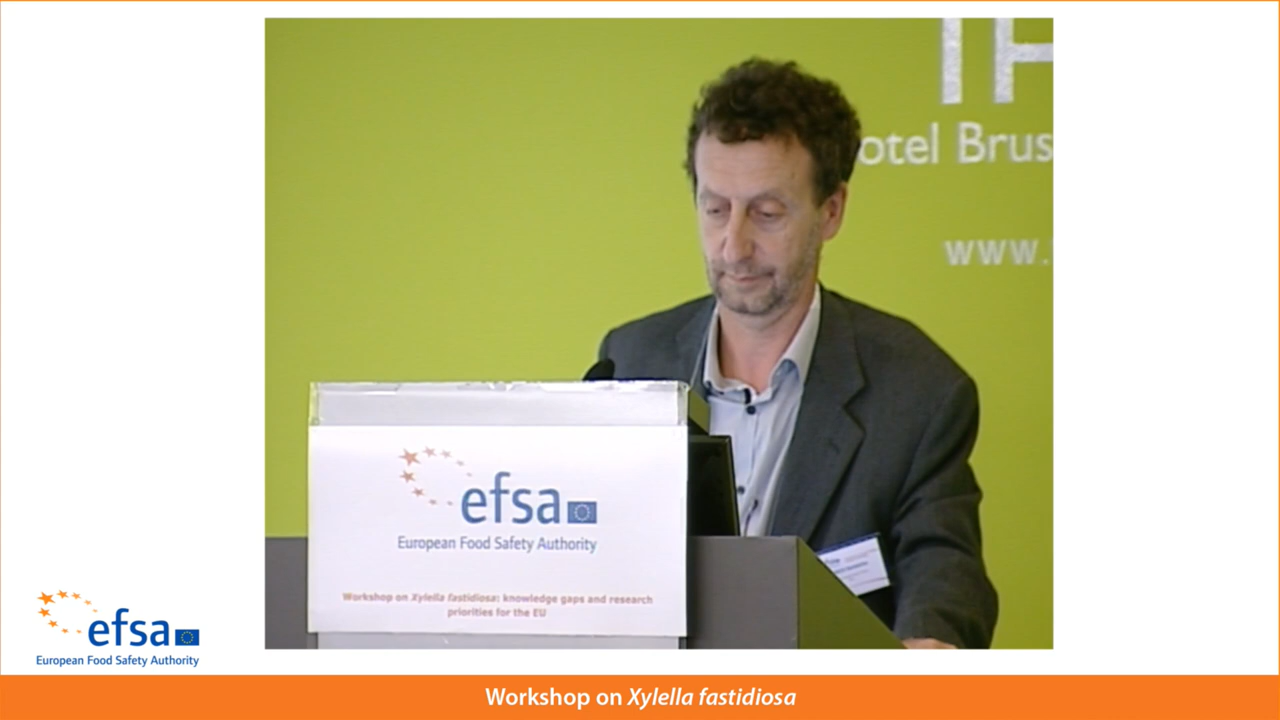 otel Brus
www.
efsa
European Food Safety Authority
Workshop on Xylella fastidiosa: knowledge gaps and research
priorities for the EU
efsa
European Food Safety Authority
Workshop on Xylella fastidiosa